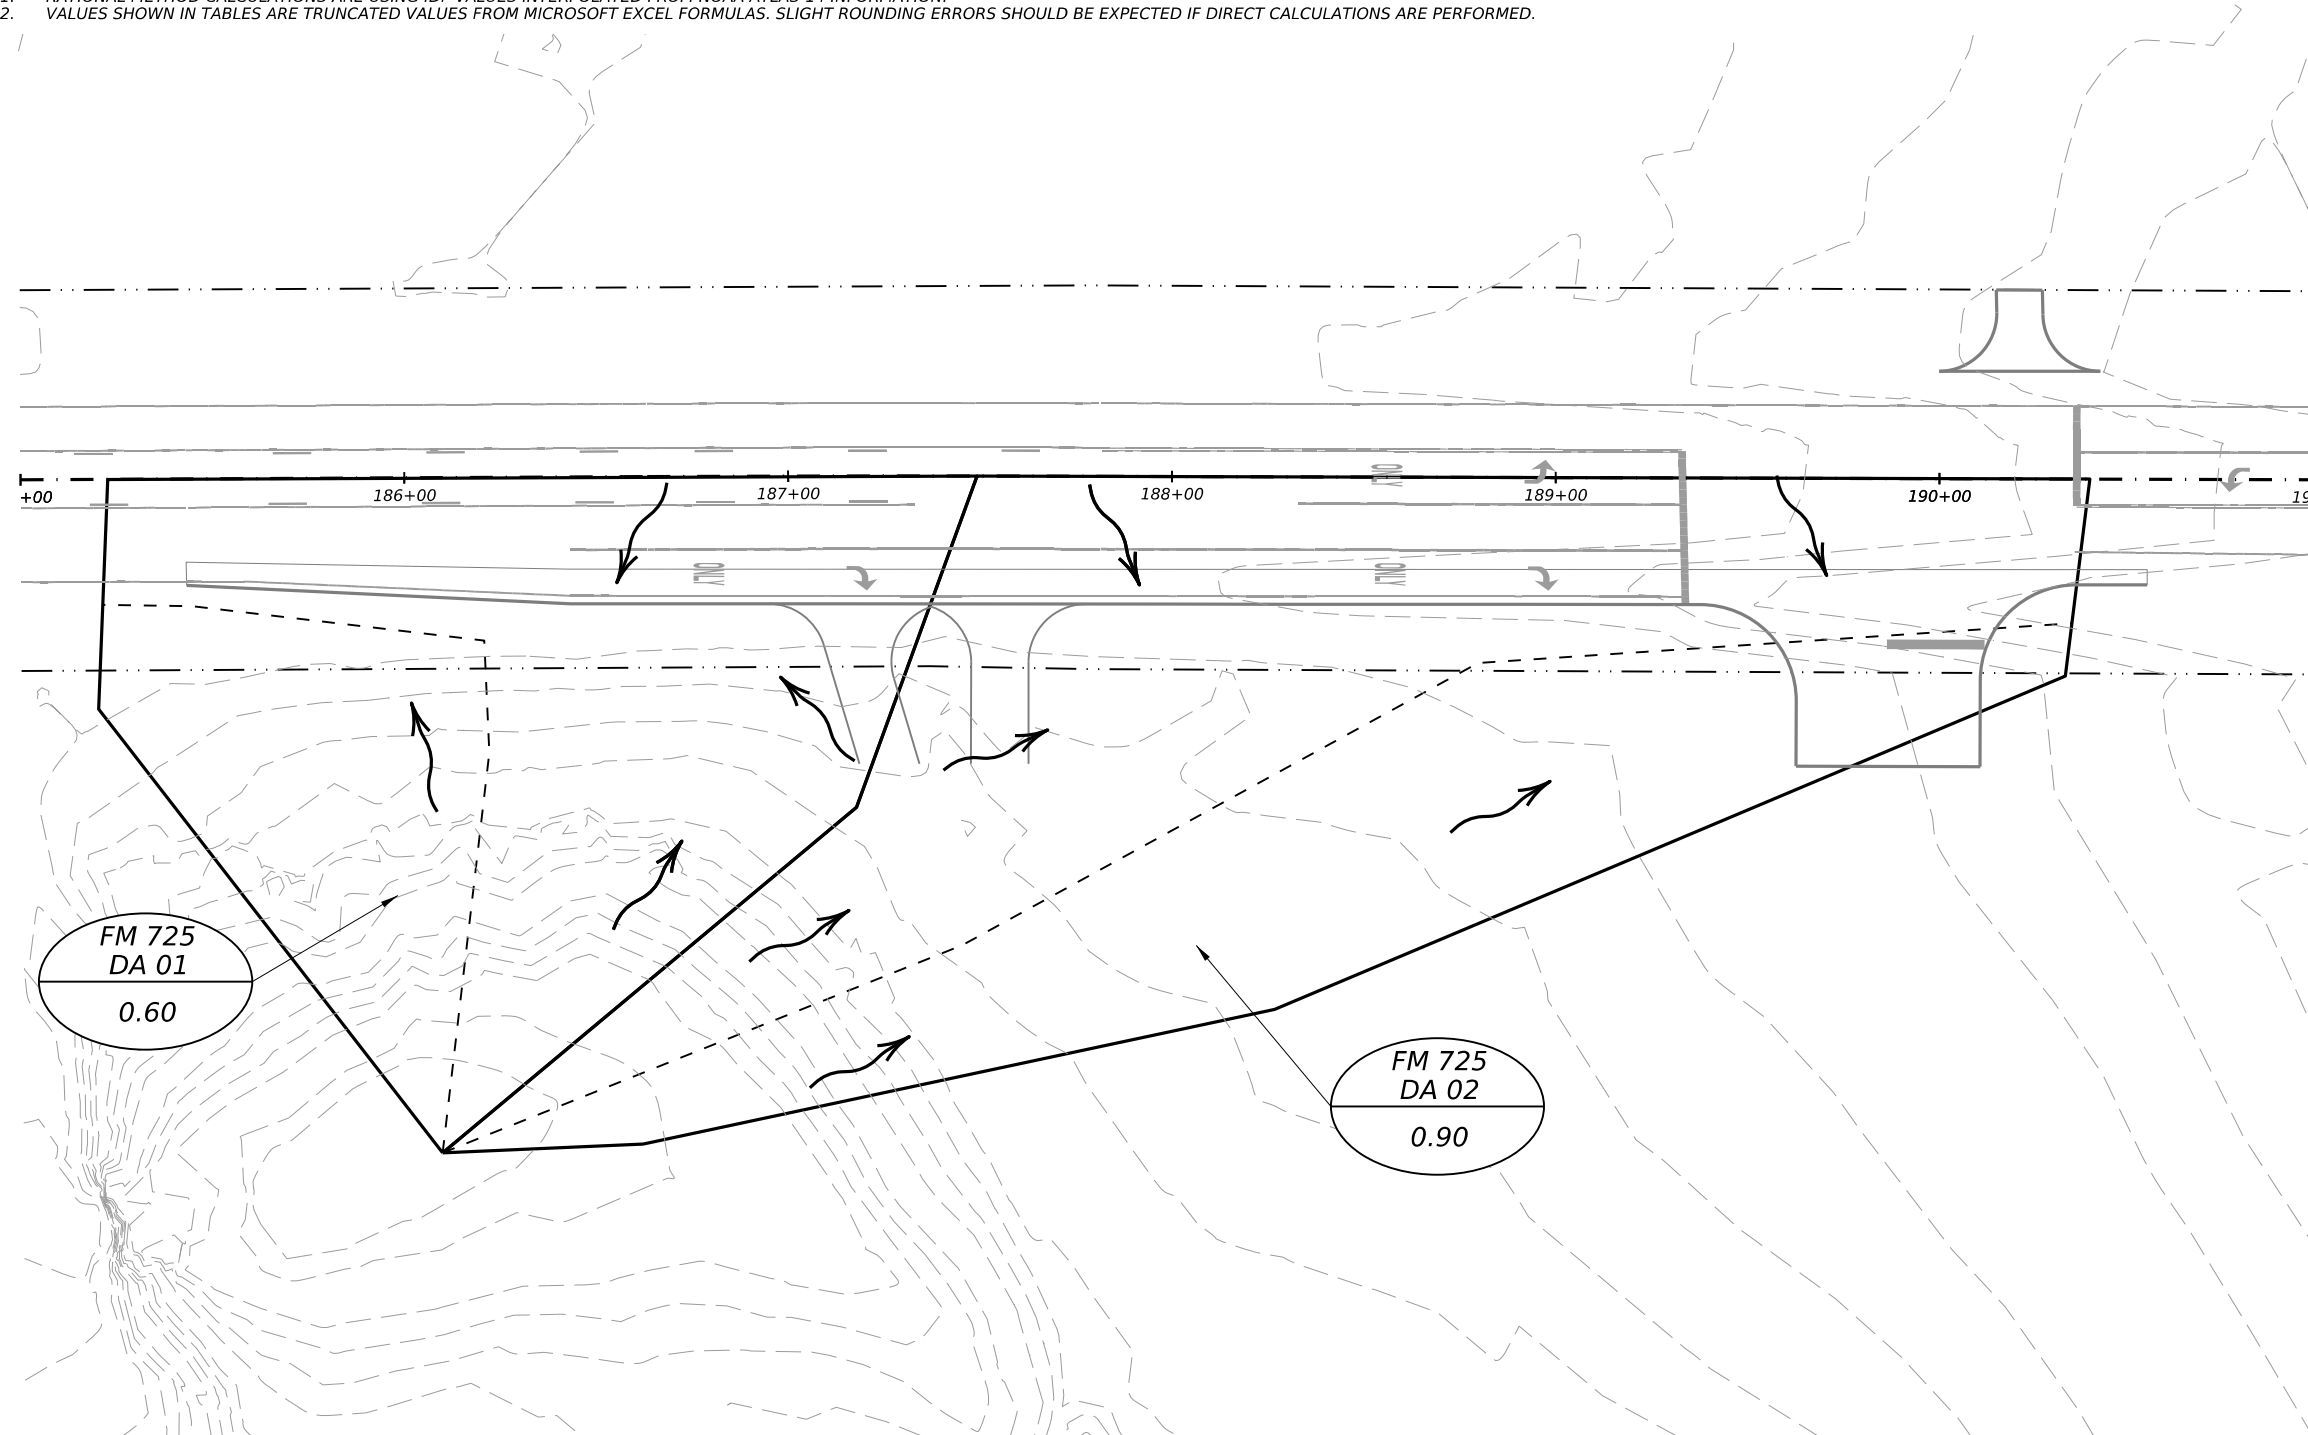 2. VALUES SHOWN IN TABLES ARE TRUNCATED VALUES FROM MICROSOFT EXCEL FORMULAS. SLIGHT ROUNDING ERRORS SHOULD BE EXPECTED IF DIRECT CALCULATIONS ARE PERFORMED.
ONLY
+00
186+00
187+00
188+00
189+00
190+00
19
ONLY
ONLY
FM 725
DA 01
0.60
FM 725
DA 02
0.90